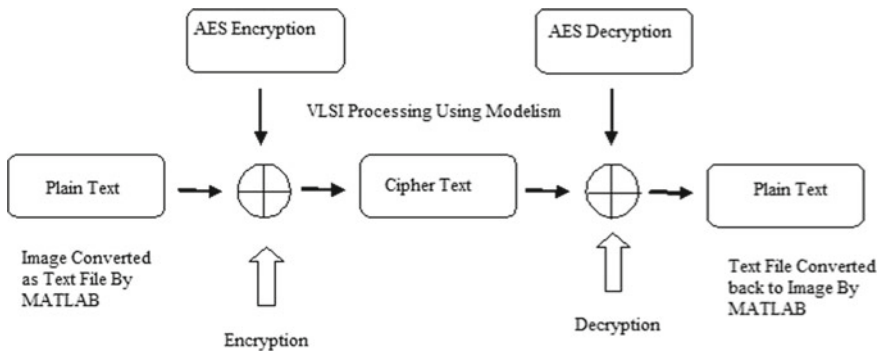 AES Encryption
AES Decryption
VLSI Processing Using Modelism
Plain Text
Cipher Text
Plain Text
Image Converted
as Text File By
MATLAB
Text File Converted
back to Image By
MATLAB
Encryption
Decryption